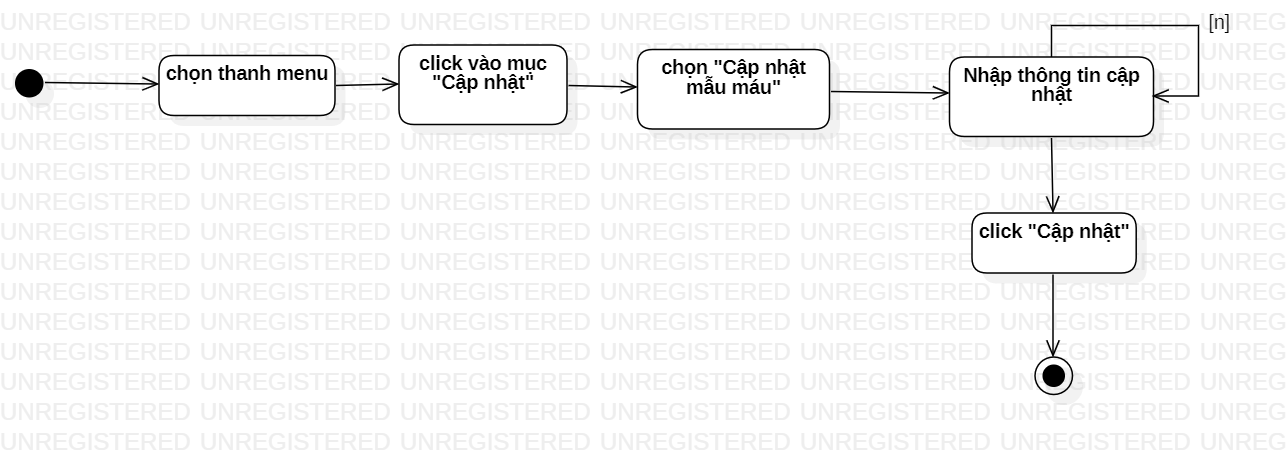 chọn thanh menu
click vào mục
"Cập nhật"
chọn "Cập nhật
mẫu máu"
Nhập thông tin cập
nhật
[n]
click "Cập nhật"
UNREGISTERED UNREGISTERED UNREGISTERED UNREGISTERED UNREGISTERED UNREGISTERED